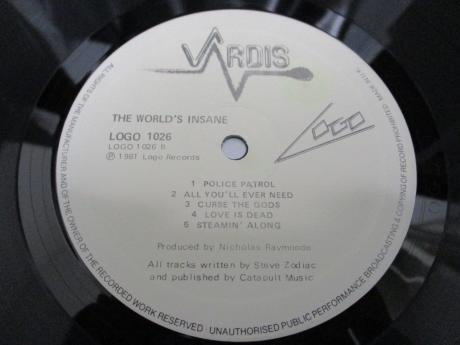 VARDIS
THE WORLD'S INSANE
LOGO 1026
LOGO 1026 B
℗ 1981 Logo Records
LOGO
1 POLICE PATROL
2 ALL YOU'LL EVER NEED
3 CURSE THE GODS
4 LOVE IS DEAD
5 STEAMIN' ALONG
Produced by Nicholas Raymonde
All tracks written by Steve Zodiac
and published by Catapult Music
ALL RIGHTS OF THE MANUFACTURER AND OF THE OWNER OF THE RECORDED WORK RESERVED · UNAUTHORISED PUBLIC PERFORMANCE BROADCASTING & COPYING OF RECORD PROHIBITED MADE IN U.K.